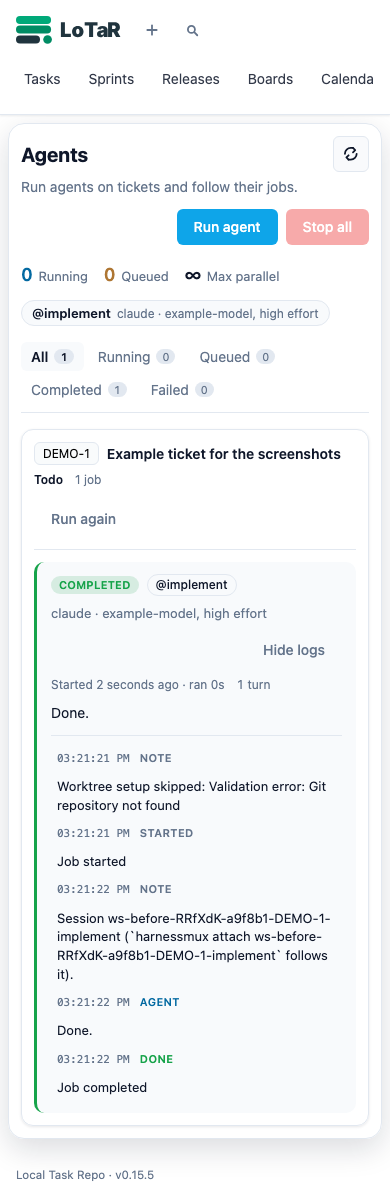 LoTaR
Tasks Sprints Releases Boards Calenda
Agents
Run agents on tickets and follow their jobs.
Run agent Stop all
0 Running 0 Queued ∞ Max parallel
@implement claude · example-model, high effort
All 1 Running 0 Queued 0
Completed 1 Failed 0
DEMO-1 Example ticket for the screenshots
Todo 1 job
Run again
COMPLETED @implement
claude · example-model, high effort
Hide logs
Started 2 seconds ago · ran 0s 1 turn
Done.
03:21:21 PM NOTE
Worktree setup skipped: Validation error: Git
repository not found
03:21:21 PM STARTED
Job started
03:21:22 PM NOTE
Session ws-before-RRfXdK-a9f8b1-DEMO-1-
implement (`harnessmux attach ws-before-
RRfXdK-a9f8b1-DEMO-1-implement` follows
it).
03:21:22 PM AGENT
Done.
03:21:22 PM DONE
Job completed
Local Task Repo · v0.15.5